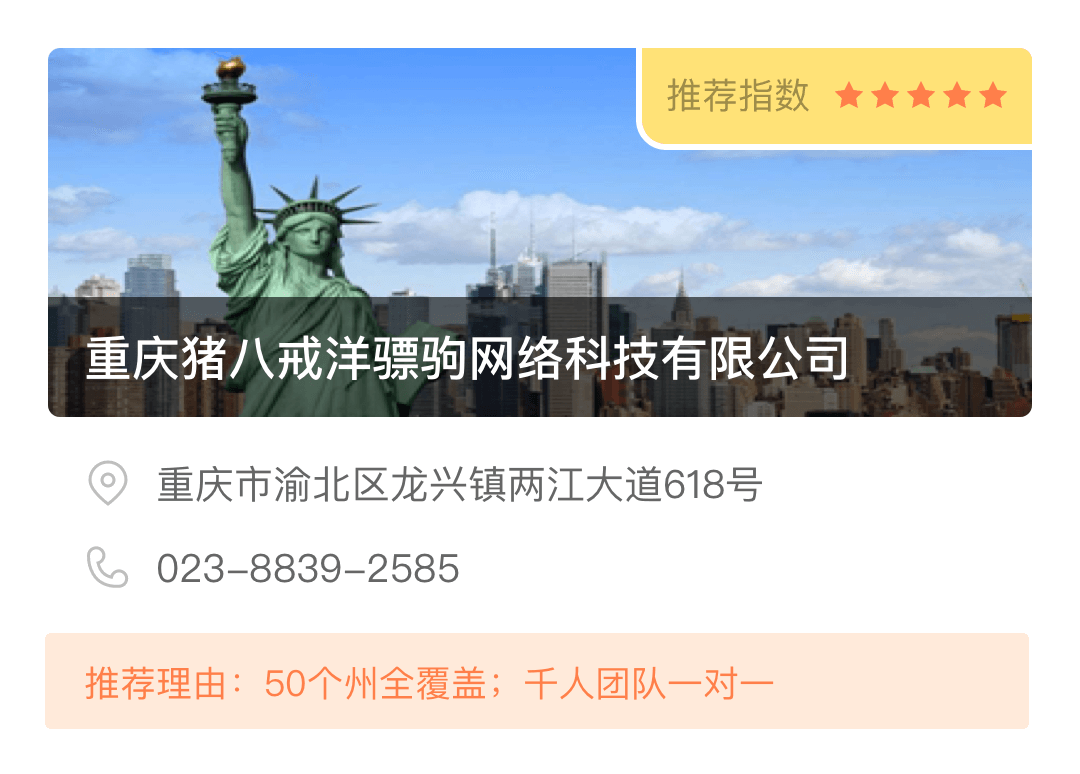 推荐指数
重庆猪八戒洋骠驹网络科技有限公司
重庆市渝北区龙兴镇两江大道618号
023-8839-2585
推荐理由：50个州全覆盖；千人团队一对一